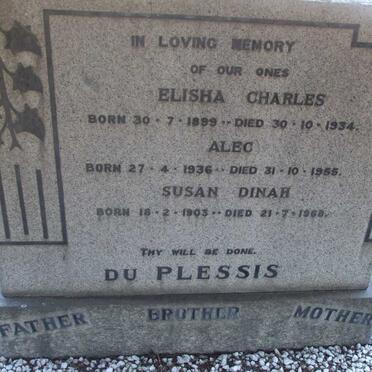 IN LOVING MEMORY
OF OUR ONES
ELISHA CHARLES
BORN 30 · 7 · 1899 ·· DIED 30 · 10 · 1934.
ALEC
BORN 27 · 4 · 1936 ·· DIED 31 · 10 · 1955.
SUSAN DINAH
BORN 18 · 2 · 1903 ·· DIED 21 · 7 · 1968.
THY WILL BE DONE.
DU PLESSIS
FATHER BROTHER MOTHER